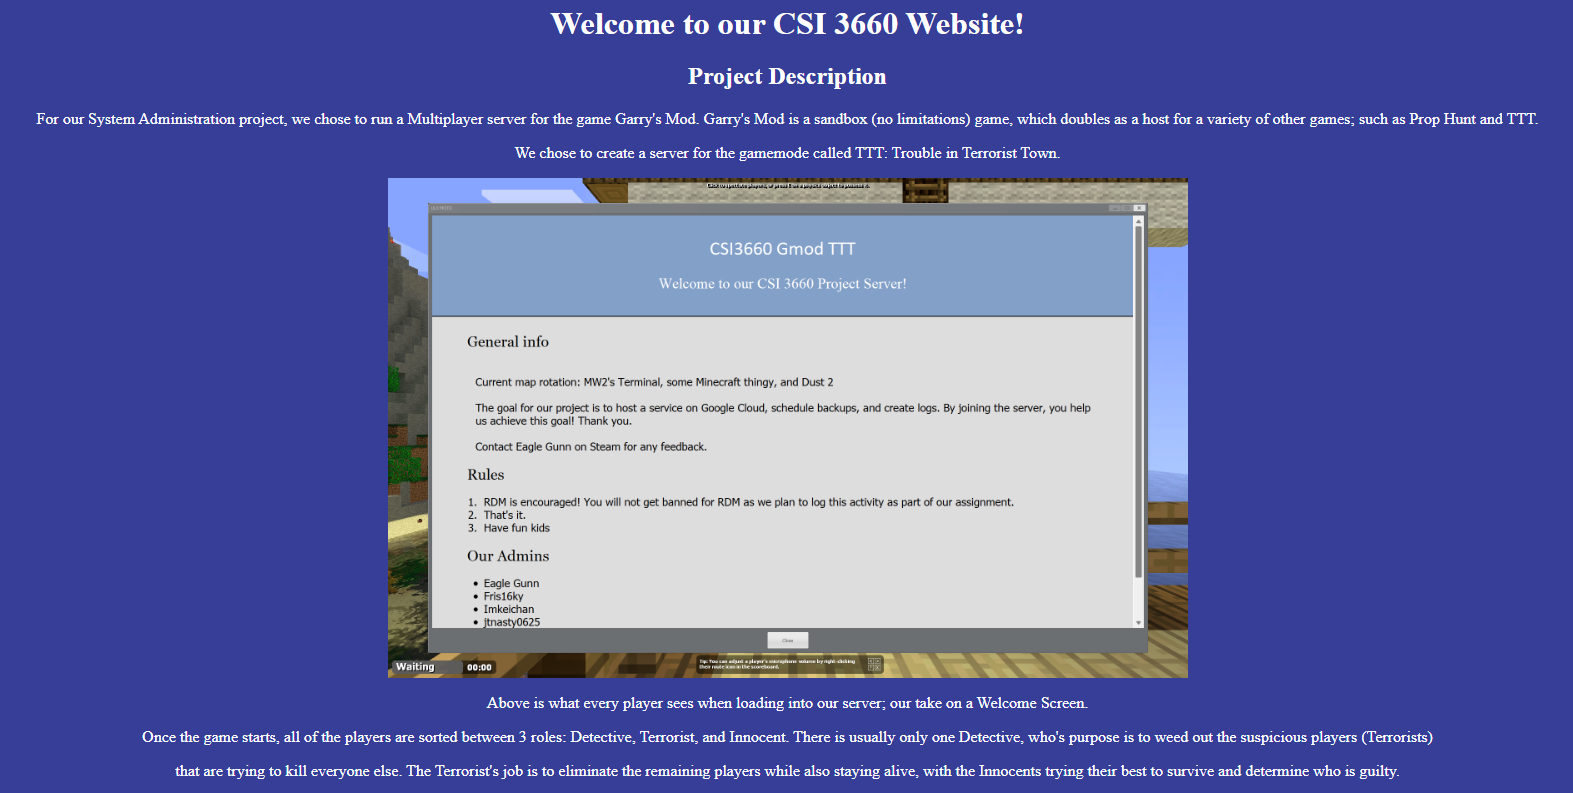 Welcome to our CSI 3660 Website!
Project Description
For our System Administration project, we chose to run a Multiplayer server for the game Garry's Mod. Garry's Mod is a sandbox (no limitations) game, which doubles as a host for a variety of other games; such as Prop Hunt and TTT.
We chose to create a server for the gamemode called TTT: Trouble in Terrorist Town.
CSI3660 Gmod TTT
Welcome to our CSI 3660 Project Server!
General info
Current map rotation: MW2's Terminal, some Minecraft thingy, and Dust 2
The goal for our project is to host a service on Google Cloud, schedule backups, and create logs. By joining the server, you help
us achieve this goal! Thank you.
Contact Eagle Gunn on Steam for any feedback.
Rules
1. RDM is encouraged! You will not get banned for RDM as we plan to log this activity as part of our assignment.
2. That's it.
3. Have fun kids
Our Admins
• Eagle Gunn
• Fris16ky
• Imkeichan
• jtnasty0625
Close
Waiting 00:00
Tip: You can adjust a player's microphone volume by right-clicking
their mute icon in the scoreboard.
Above is what every player sees when loading into our server; our take on a Welcome Screen.
Once the game starts, all of the players are sorted between 3 roles: Detective, Terrorist, and Innocent. There is usually only one Detective, who's purpose is to weed out the suspicious players (Terrorists)
that are trying to kill everyone else. The Terrorist's job is to eliminate the remaining players while also staying alive, with the Innocents trying their best to survive and determine who is guilty.